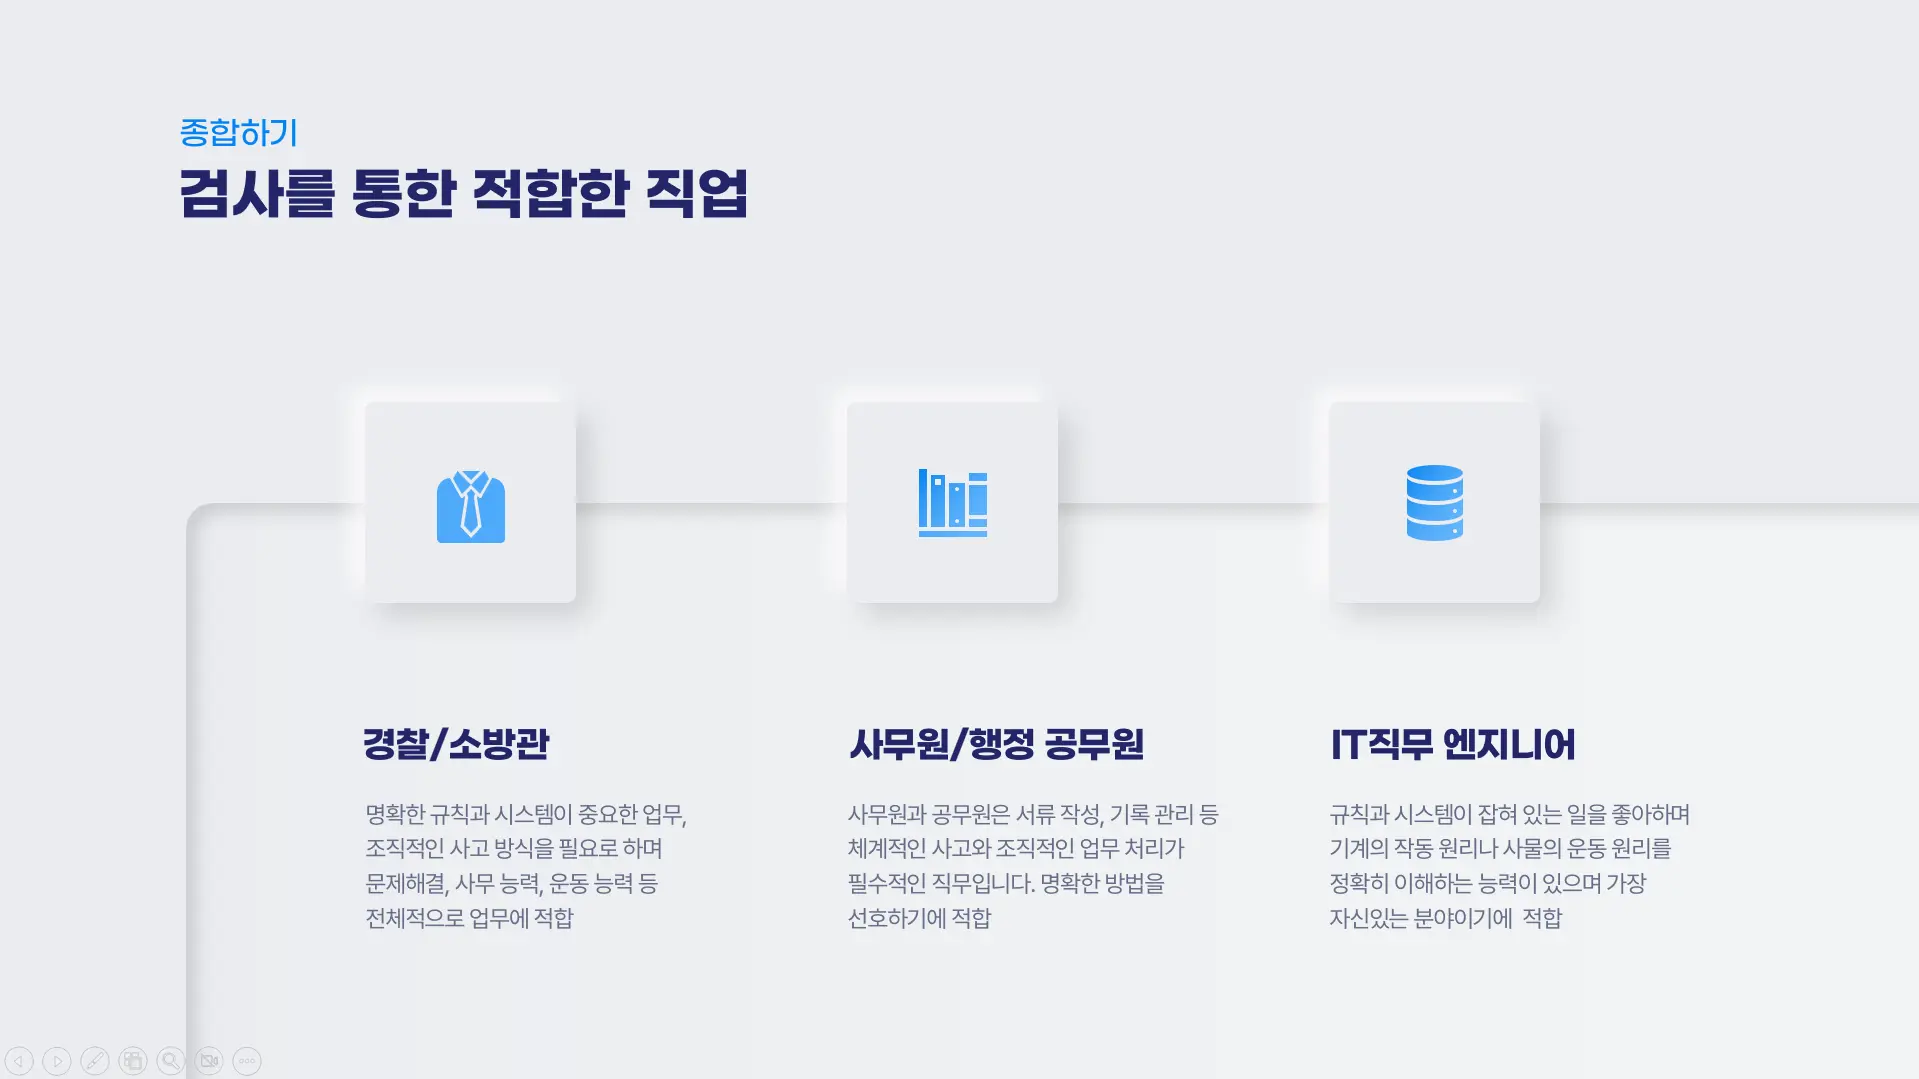 종합하기
검사를 통한 적합한 직업
경찰/소방관
명확한 규칙과 시스템이 중요한 업무,
조직적인 사고 방식을 필요로 하며
문제해결, 사무 능력, 운동 능력 등
전체적으로 업무에 적합
사무원/행정 공무원
사무원과 공무원은 서류 작성, 기록 관리 등
체계적인 사고와 조직적인 업무 처리가
필수적인 직무입니다. 명확한 방법을
선호하기에 적합
IT직무 엔지니어
규칙과 시스템이 잡혀 있는 일을 좋아하며
기계의 작동 원리나 사물의 운동 원리를
정확히 이해하는 능력이 있으며 가장
자신있는 분야이기에  적합